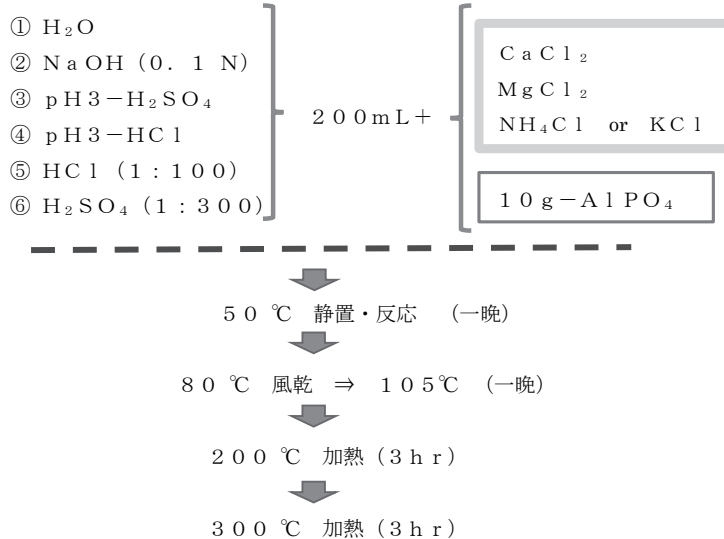 ① H₂O
② NaOH（0．1 N）
③ pH3－H₂SO₄
④ pH3－HCl
⑤ HCl（1：100）
⑥ H₂SO₄（1：300）
200mL＋
CaCl₂
MgCl₂
NH₄Cl or KCl
10g－AlPO₄
50 ℃ 静置・反応 （一晩）
80 ℃ 風乾 ⇒ 105℃ （一晩）
200 ℃ 加熱（3hr）
300 ℃ 加熱（3hr）